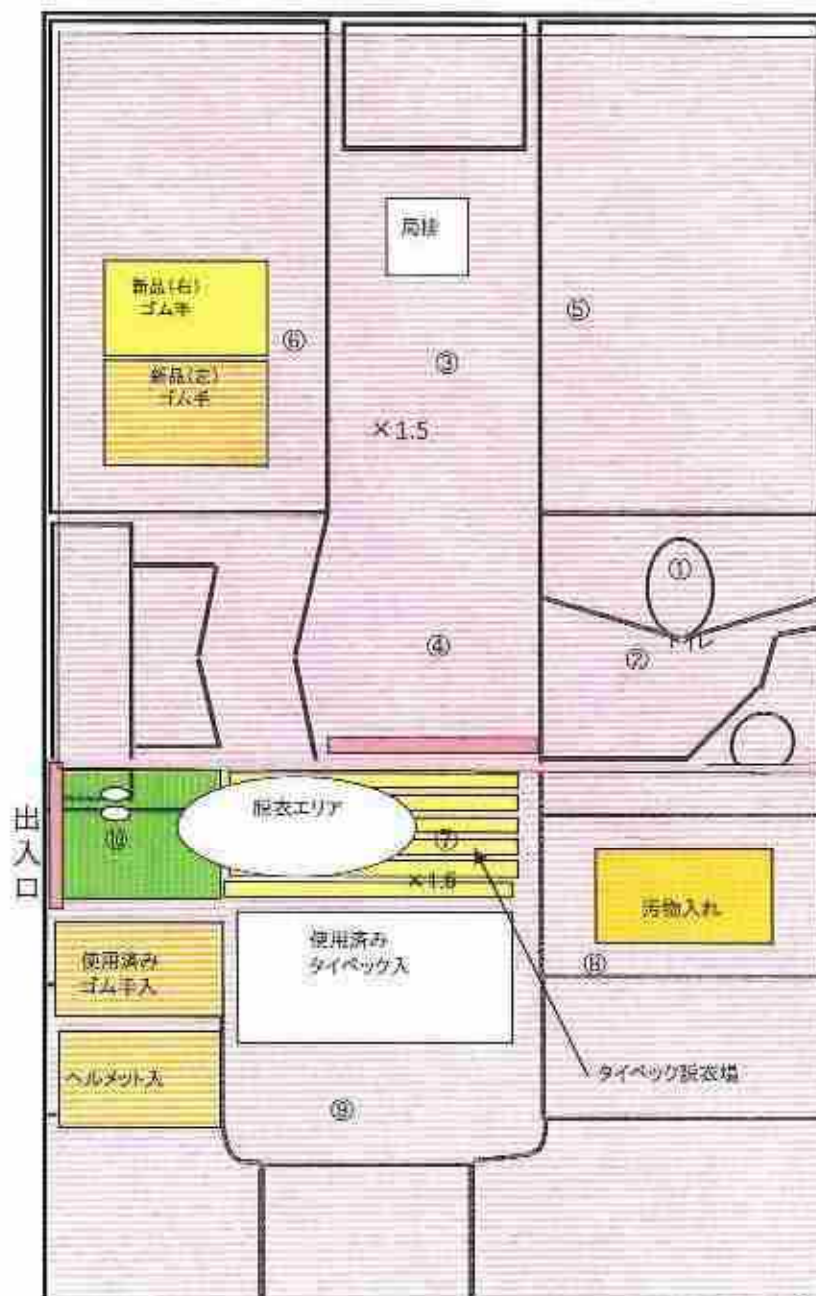 局排
新品(右)
ゴム手
⑥
⑤
③
新品(左)
ゴム手
×1.5
①
トイレ
②
④
出入口
脱衣エリア
⑩
⑦
×1.6
汚物入れ
使用済み
タイベック入
使用済み
ゴム手入
⑧
ヘルメット入
タイベック脱衣場
⑨